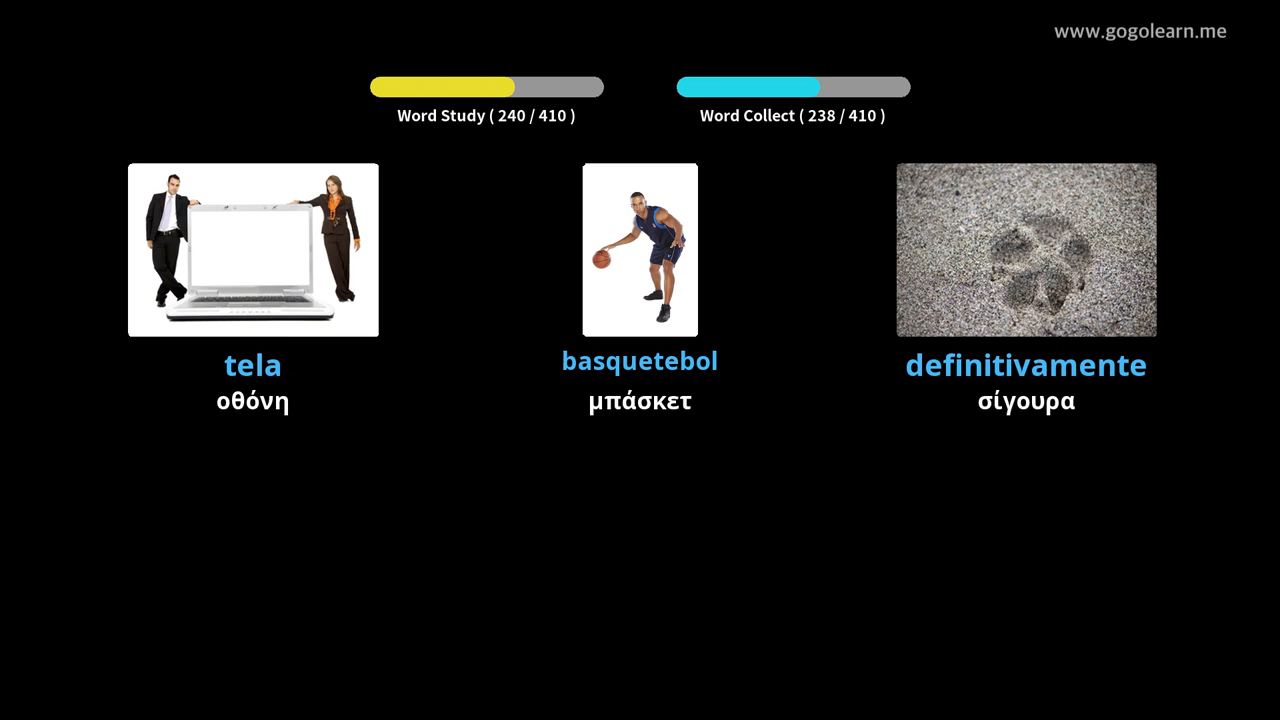 www.gogolearn.me
Word Study ( 240 / 410 )
Word Collect ( 238 / 410 )
tela
οθόνη
basquetebol
μπάσκετ
definitivamente
σίγουρα